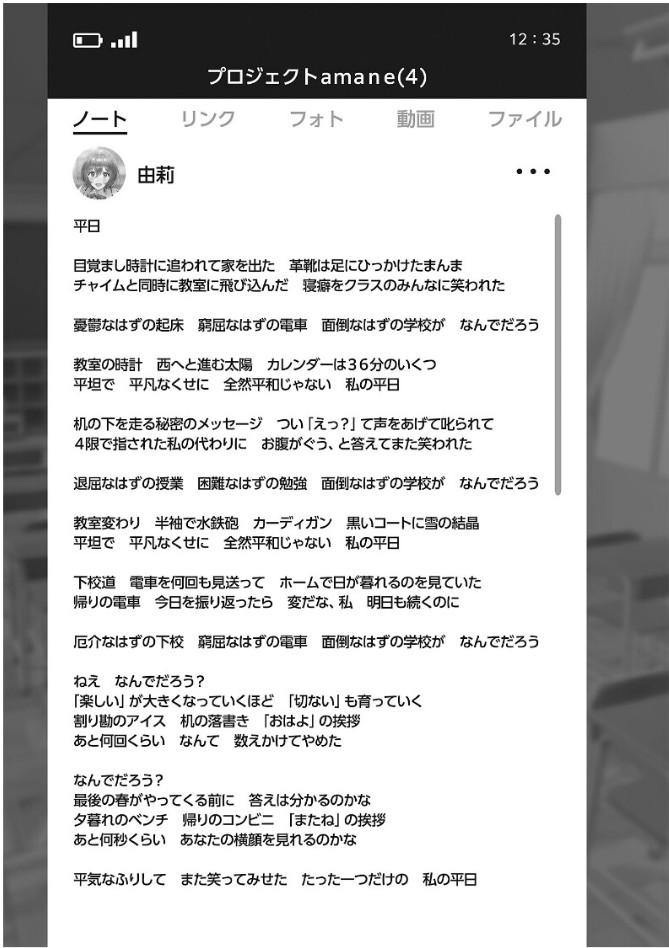 12：35
プロジェクトamane(4)
ノート　リンク　フォト　動画　ファイル
由莉
平日
目覚まし時計に追われて家を出た　革靴は足にひっかけたまんま
チャイムと同時に教室に飛び込んだ　寝癖をクラスのみんなに笑われた
憂鬱なはずの起床　窮屈なはずの電車　面倒なはずの学校が　なんでだろう
教室の時計　西へと進む太陽　カレンダーは36分のいくつ
平坦で　平凡なくせに　全然平和じゃない　私の平日
机の下を走る秘密のメッセージ　つい「えっ？」て声をあげて叱られて
4限で指された私の代わりに　お腹がぐう、と答えてまた笑われた
退屈なはずの授業　困難なはずの勉強　面倒なはずの学校が　なんでだろう
教室変わり　半袖で水鉄砲　カーディガン　黒いコートに雪の結晶
平坦で　平凡なくせに　全然平和じゃない　私の平日
下校道　電車を何回も見送って　ホームで日が暮れるのを見ていた
帰りの電車　今日を振り返ったら　変だな、私　明日も続くのに
厄介なはずの下校　窮屈なはずの電車　面倒なはずの学校が　なんでだろう
ねえ　なんでだろう？
「楽しい」が大きくなっていくほど　「切ない」も育っていく
割り勘のアイス　机の落書き　「おはよ」の挨拶
あと何回くらい　なんて　数えかけてやめた
なんでだろう？
最後の春がやってくる前に　答えは分かるのかな
夕暮れのベンチ　帰りのコンビニ　「またね」の挨拶
あと何秒くらい　あなたの横顔を見れるのかな
平気なふりして　また笑ってみせた　たった一つだけの　私の平日